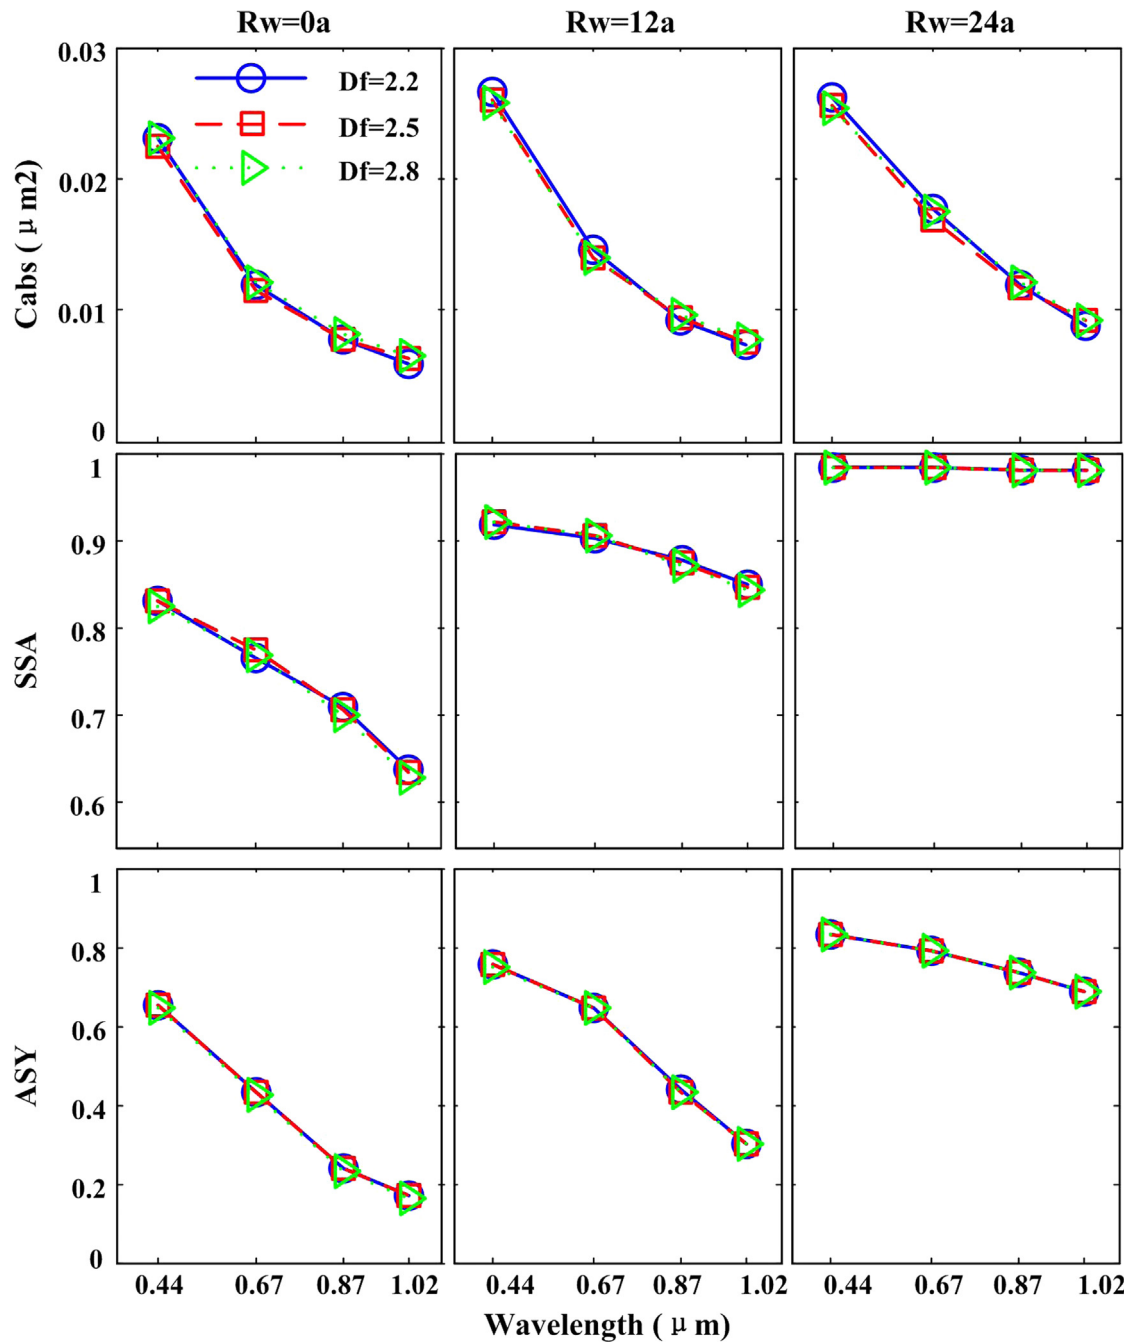 Rw=0a Rw=12a Rw=24a
0.03
Df=2.2
Df=2.5
Df=2.8
0.02
0.01
0
Cabs ( μ m2)
1
0.9
0.8
0.7
0.6
SSA
1
0.8
0.6
0.4
0.2
0
ASY
0.44 0.67 0.87 1.02 0.44 0.67 0.87 1.02 0.44 0.67 0.87 1.02
Wavelength ( μ m)